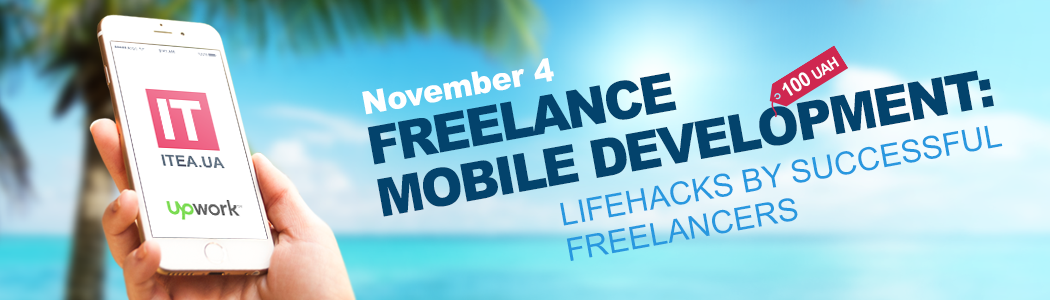 IT
ITEA.UA
upwork
November 4
FREELANCE
MOBILE DEVELOPMENT:
100 UAH
LIFEHACKS BY SUCCESSFUL
FREELANCERS